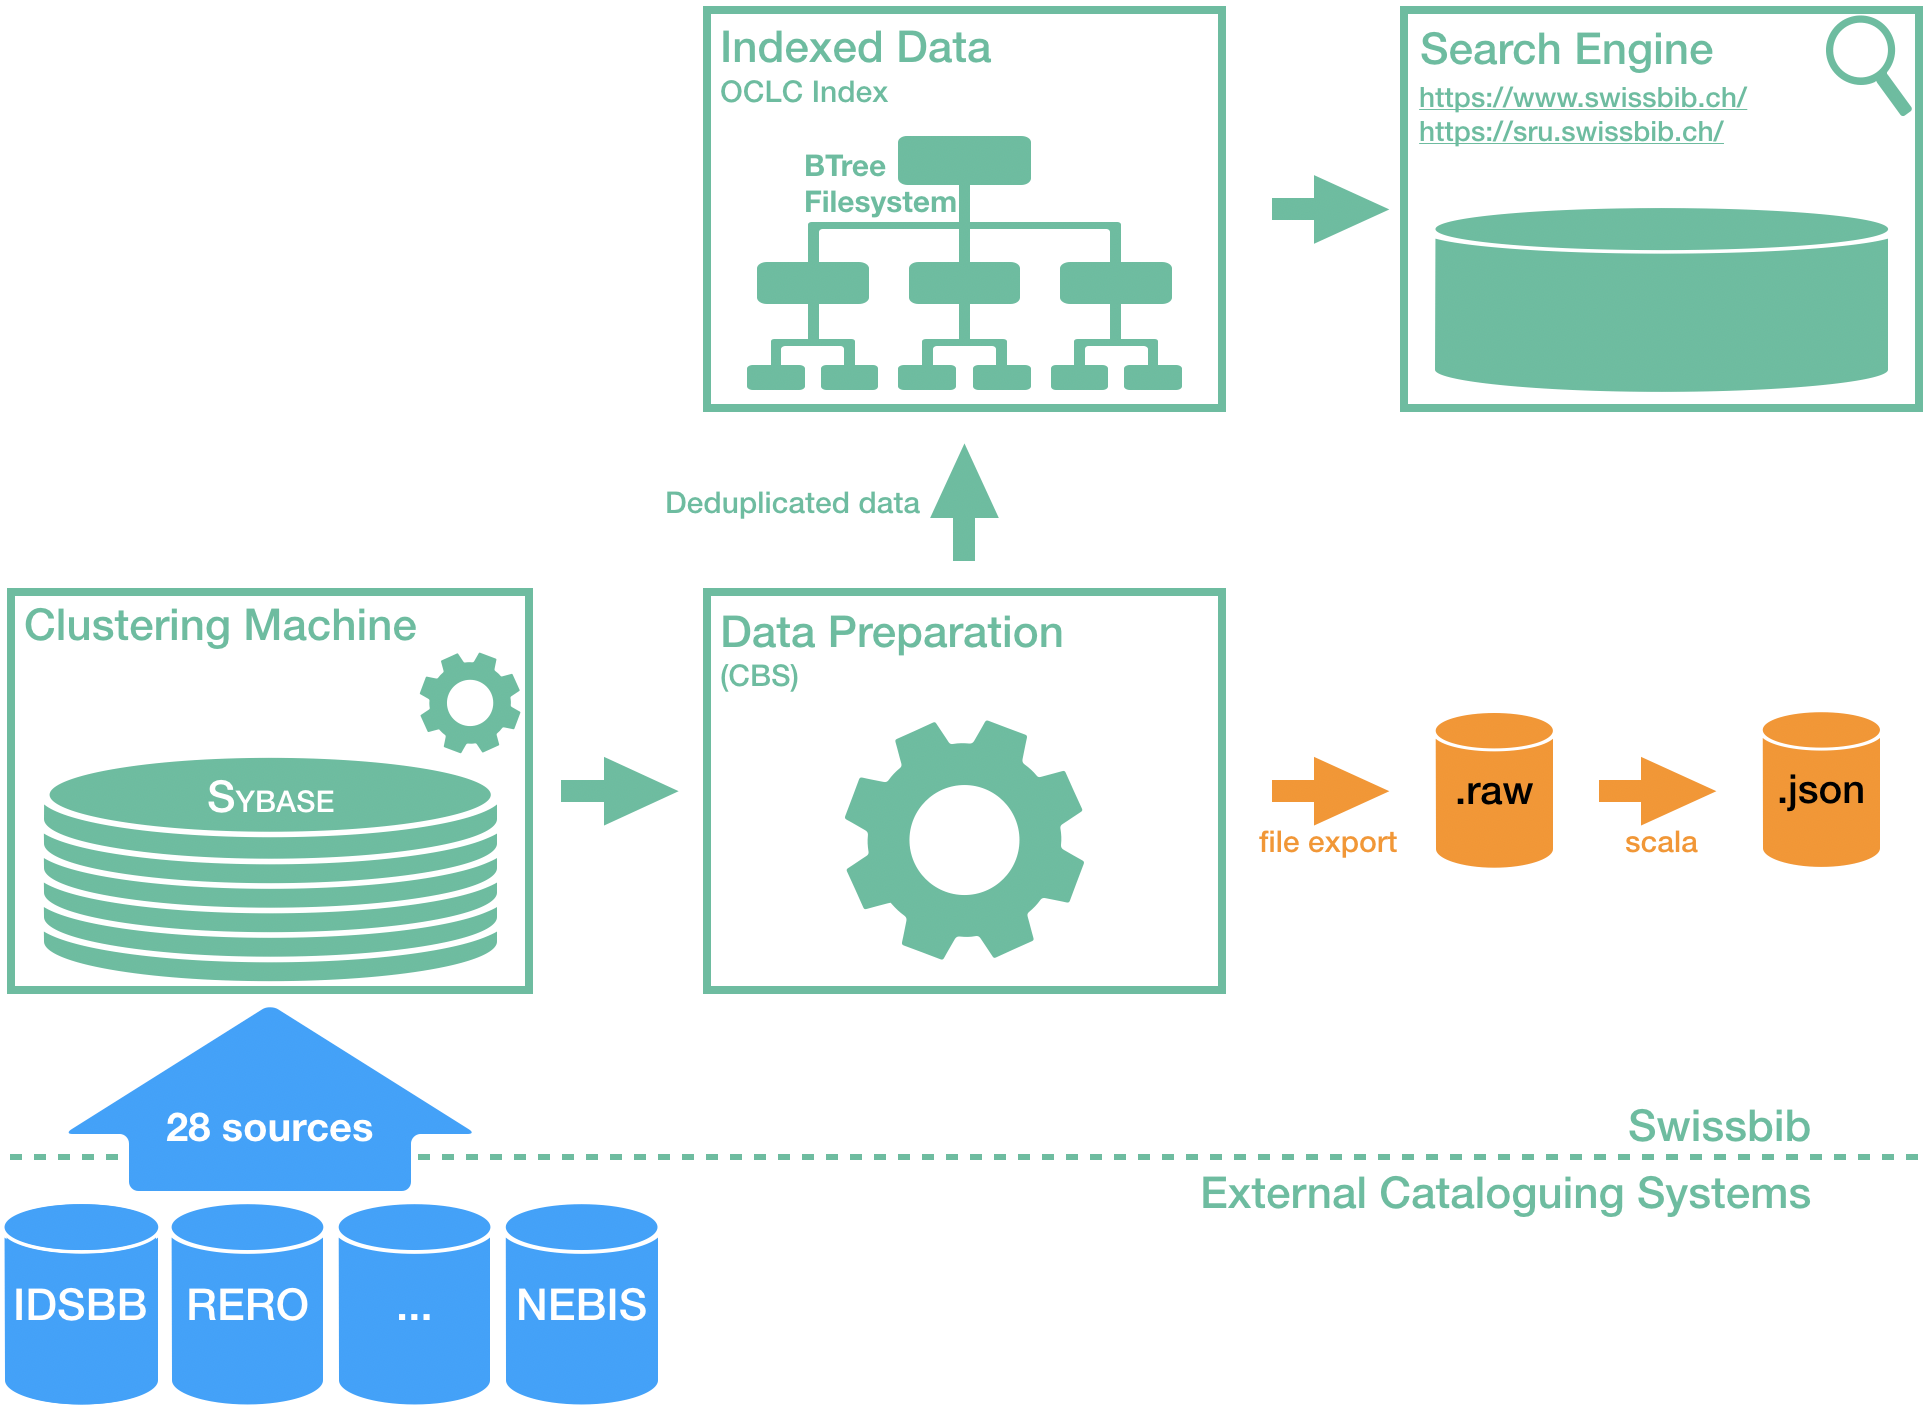 Indexed Data
OCLC Index
BTree
Filesystem
Search Engine
https://www.swissbib.ch/
https://sru.swissbib.ch/
Deduplicated data
Clustering Machine
SYBASE
Data Preparation
(CBS)
file export
.raw
scala
.json
28 sources
Swissbib
External Cataloguing Systems
IDSBB
RERO
...
NEBIS